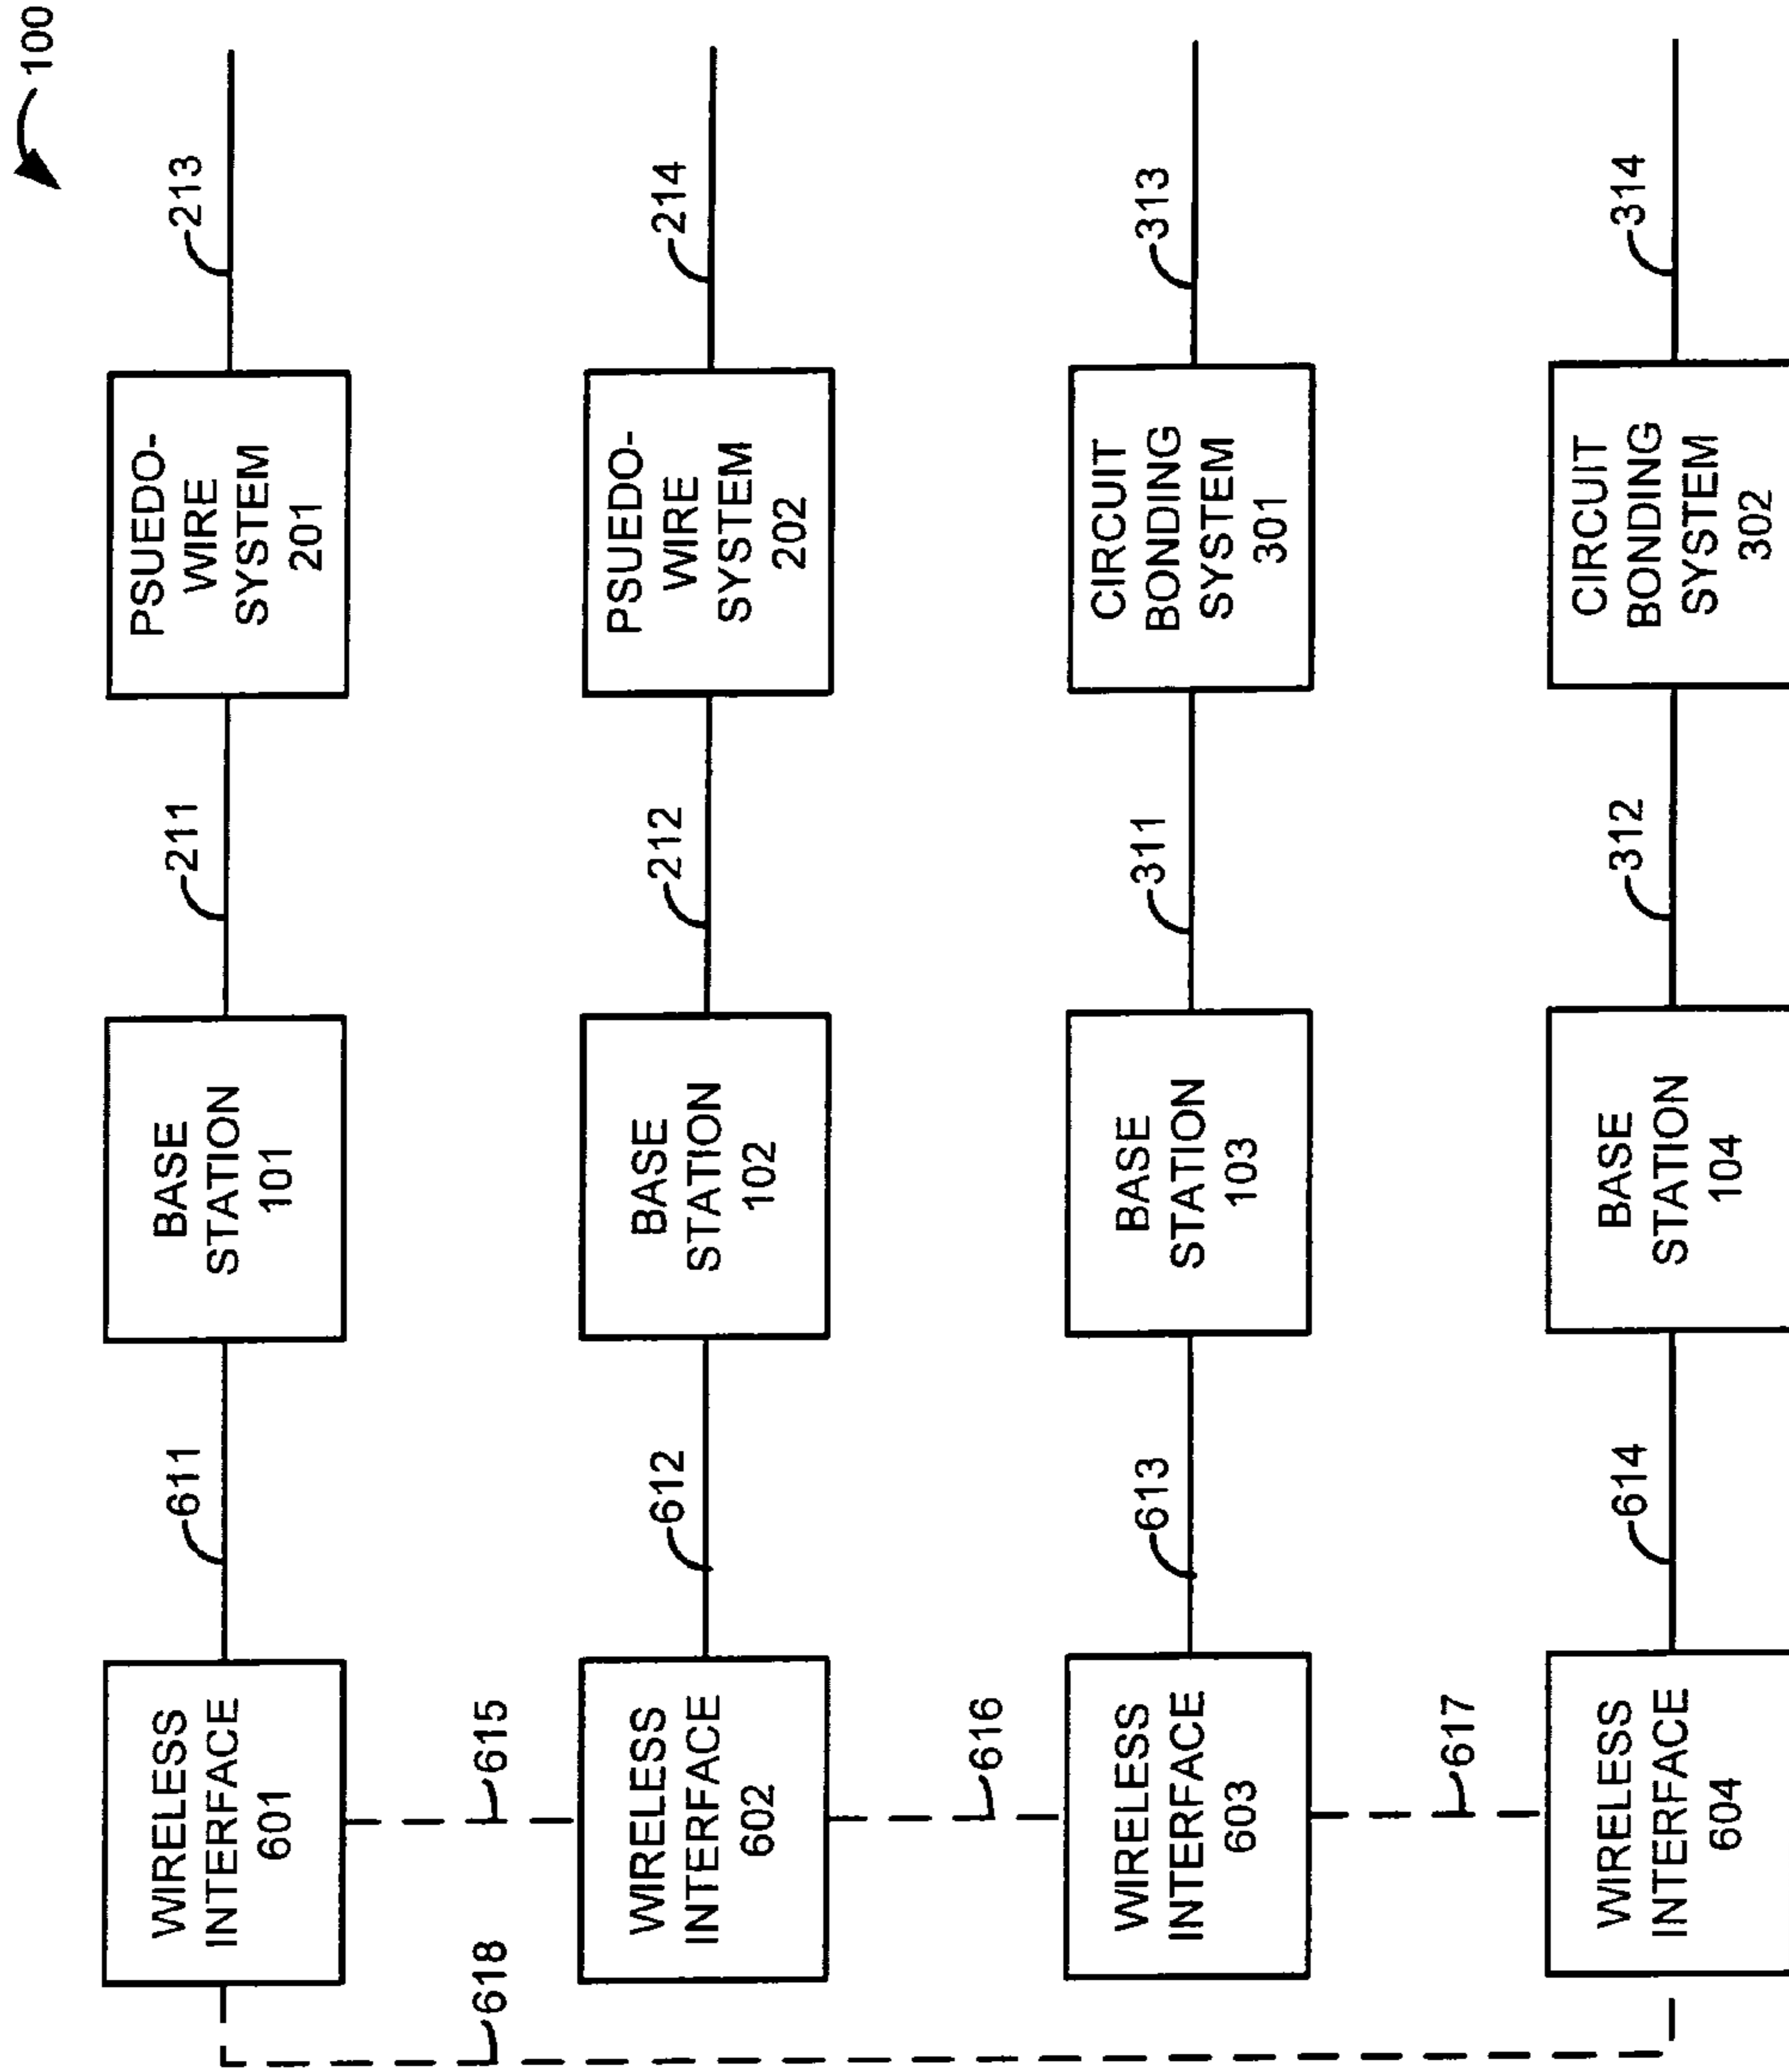 100
WIRELESS
INTERFACE
601
611
BASE
STATION
101
211
PSUEDO-
WIRE
SYSTEM
201
213
618
615
WIRELESS
INTERFACE
602
612
BASE
STATION
102
212
PSUEDO-
WIRE
SYSTEM
202
214
616
WIRELESS
INTERFACE
603
613
BASE
STATION
103
311
CIRCUIT
BONDING
SYSTEM
301
313
617
WIRELESS
INTERFACE
604
614
BASE
STATION
104
312
CIRCUIT
BONDING
SYSTEM
302
314